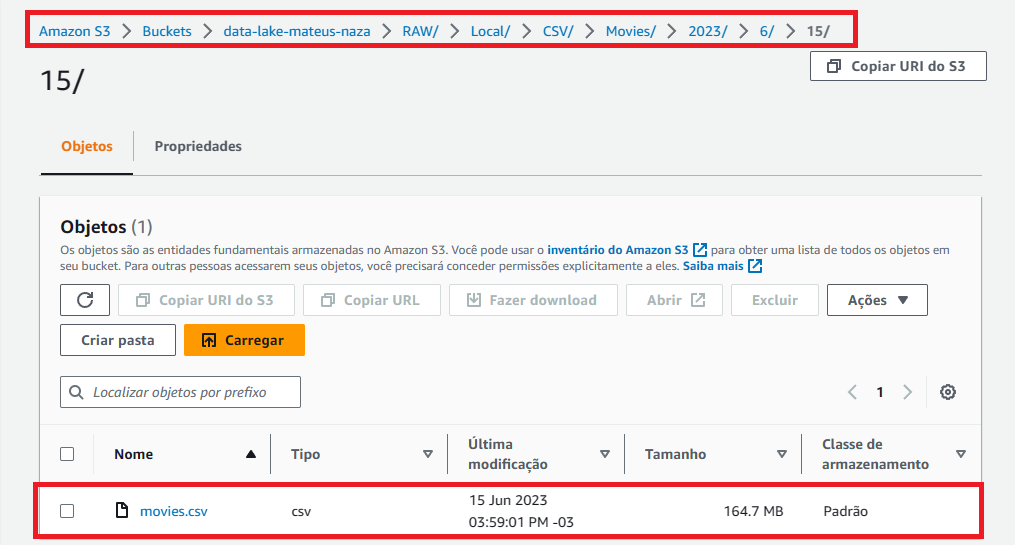 Amazon S3 > Buckets > data-lake-mateus-naza > RAW/ > Local/ > CSV/ > Movies/ > 2023/ > 6/ > 15/
15/
Copiar URI do S3
Objetos
Propriedades
Objetos (1)
Os objetos são as entidades fundamentais armazenadas no Amazon S3. Você pode usar o inventário do Amazon S3 para obter uma lista de todos os objetos em
seu bucket. Para outras pessoas acessarem seus objetos, você precisará conceder permissões explicitamente a eles. Saiba mais
Copiar URI do S3
Copiar URL
Fazer download
Abrir
Excluir
Ações
Criar pasta
Carregar
Localizar objetos por prefixo
1
Nome
Tipo
Última
modificação
Tamanho
Classe de
armazenamento
movies.csv
csv
15 Jun 2023
03:59:01 PM -03
164.7 MB
Padrão